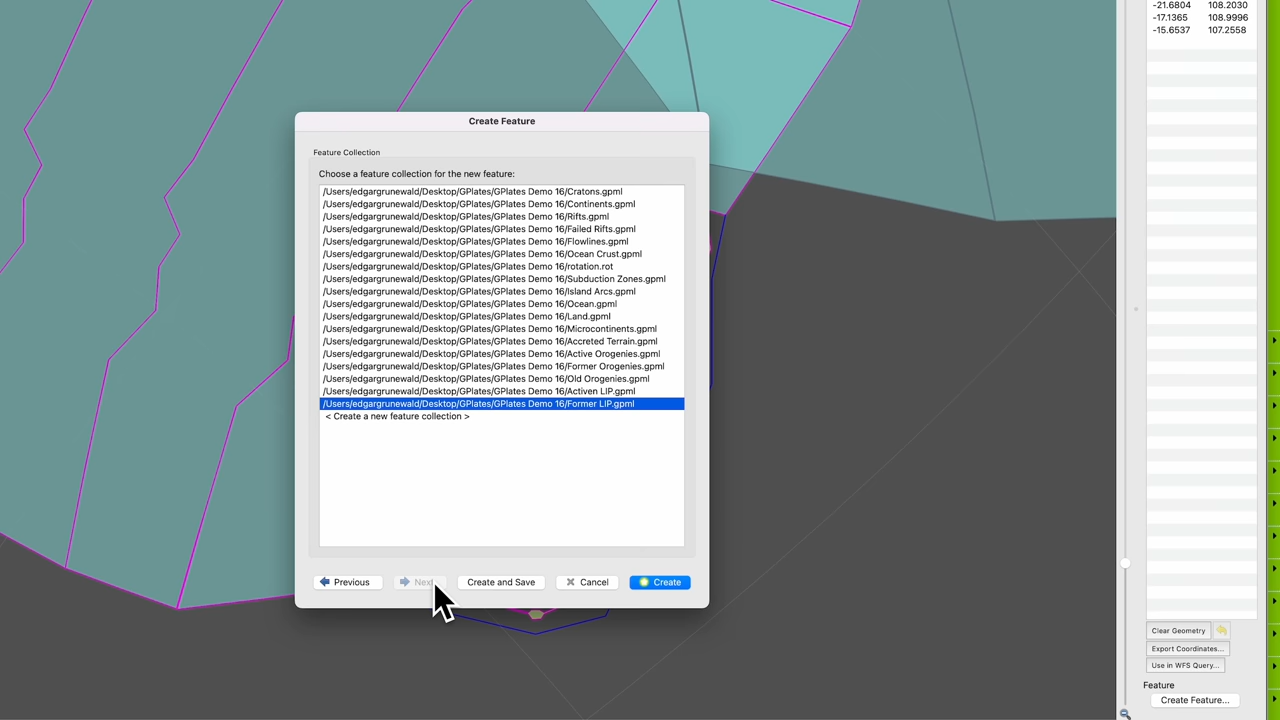 -21.6804 108.2030
-17.1365 108.9996
-15.6537 107.2558
Create Feature
Feature Collection
Choose a feature collection for the new feature:
/Users/edgargrunewald/Desktop/GPlates/GPlates Demo 16/Cratons.gpml
/Users/edgargrunewald/Desktop/GPlates/GPlates Demo 16/Continents.gpml
/Users/edgargrunewald/Desktop/GPlates/GPlates Demo 16/Rifts.gpml
/Users/edgargrunewald/Desktop/GPlates/GPlates Demo 16/Failed Rifts.gpml
/Users/edgargrunewald/Desktop/GPlates/GPlates Demo 16/Flowlines.gpml
/Users/edgargrunewald/Desktop/GPlates/GPlates Demo 16/Ocean Crust.gpml
/Users/edgargrunewald/Desktop/GPlates/GPlates Demo 16/rotation.rot
/Users/edgargrunewald/Desktop/GPlates/GPlates Demo 16/Subduction Zones.gpml
/Users/edgargrunewald/Desktop/GPlates/GPlates Demo 16/Island Arcs.gpml
/Users/edgargrunewald/Desktop/GPlates/GPlates Demo 16/Ocean.gpml
/Users/edgargrunewald/Desktop/GPlates/GPlates Demo 16/Land.gpml
/Users/edgargrunewald/Desktop/GPlates/GPlates Demo 16/Microcontinents.gpml
/Users/edgargrunewald/Desktop/GPlates/GPlates Demo 16/Accreted Terrain.gpml
/Users/edgargrunewald/Desktop/GPlates/GPlates Demo 16/Active Orogenies.gpml
/Users/edgargrunewald/Desktop/GPlates/GPlates Demo 16/Former Orogenies.gpml
/Users/edgargrunewald/Desktop/GPlates/GPlates Demo 16/Old Orogenies.gpml
/Users/edgargrunewald/Desktop/GPlates/GPlates Demo 16/Activen LIP.gpml
/Users/edgargrunewald/Desktop/GPlates/GPlates Demo 16/Former LIP.gpml
< Create a new feature collection >
Previous Next Create and Save Cancel Create
Clear Geometry
Export Coordinates...
Use in WFS Query...
Feature
Create Feature...